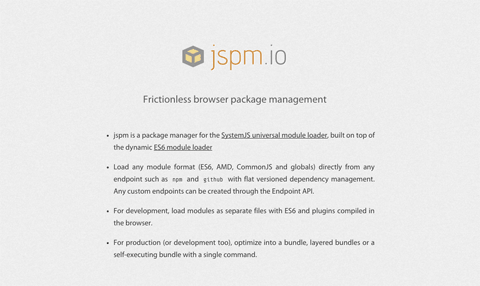 jspm.io
Frictionless browser package management
• jspm is a package manager for the SystemJS universal module loader, built on top of
the dynamic ES6 module loader
• Load any module format (ES6, AMD, CommonJS and globals) directly from any
endpoint such as npm and github with flat versioned dependency management.
Any custom endpoints can be created through the Endpoint API.
• For development, load modules as separate files with ES6 and plugins compiled in
the browser.
• For production (or development too), optimize into a bundle, layered bundles or a
self-executing bundle with a single command.